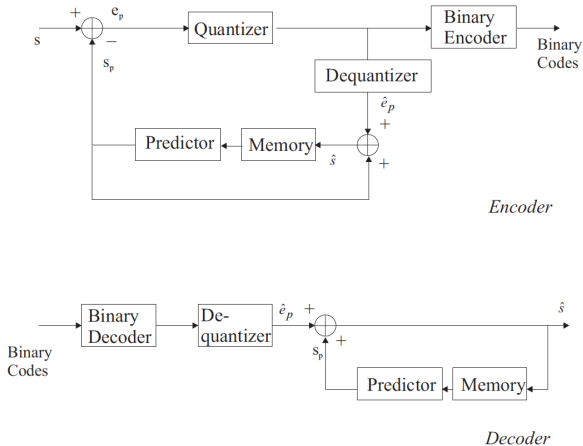 s
+
−
e_p
s_p
Quantizer
Binary
Encoder
Binary
Codes
Dequantizer
ê_p
+
+
Predictor
Memory
ŝ
Encoder
Binary
Codes
Binary
Decoder
De-
quantizer
ê_p
+
+
s_p
ŝ
Predictor
Memory
Decoder